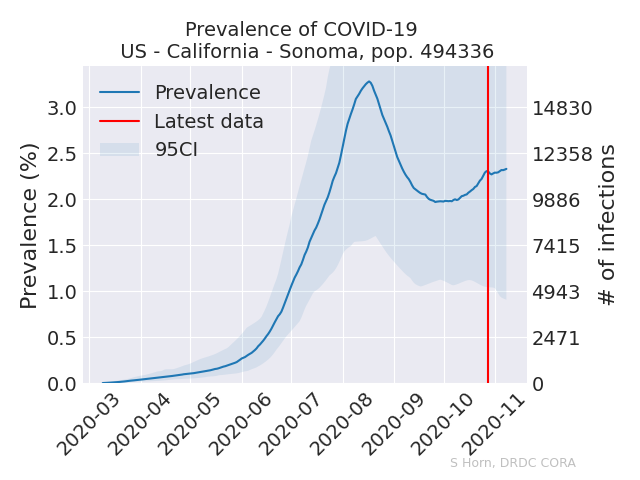 Prevalence of COVID-19
US - California - Sonoma, pop. 494336
Prevalence (%)
3.0
2.5
2.0
1.5
1.0
0.5
0.0
Prevalence
Latest data
95CI
14830
12358
9886
7415
4943
2471
0
# of infections
2020-03
2020-04
2020-05
2020-06
2020-07
2020-08
2020-09
2020-10
2020-11
S Horn, DRDC CORA